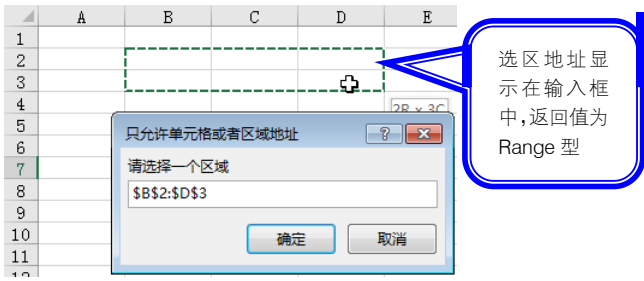 A B C D E
1
2
3
4
2R × 3C
5
6
7
8
9
10
11
只允许单元格或者区域地址
?
请选择一个区域
$B$2:$D$3
确定 取消
选区地址显
示在输入框
中,返回值为
Range 型